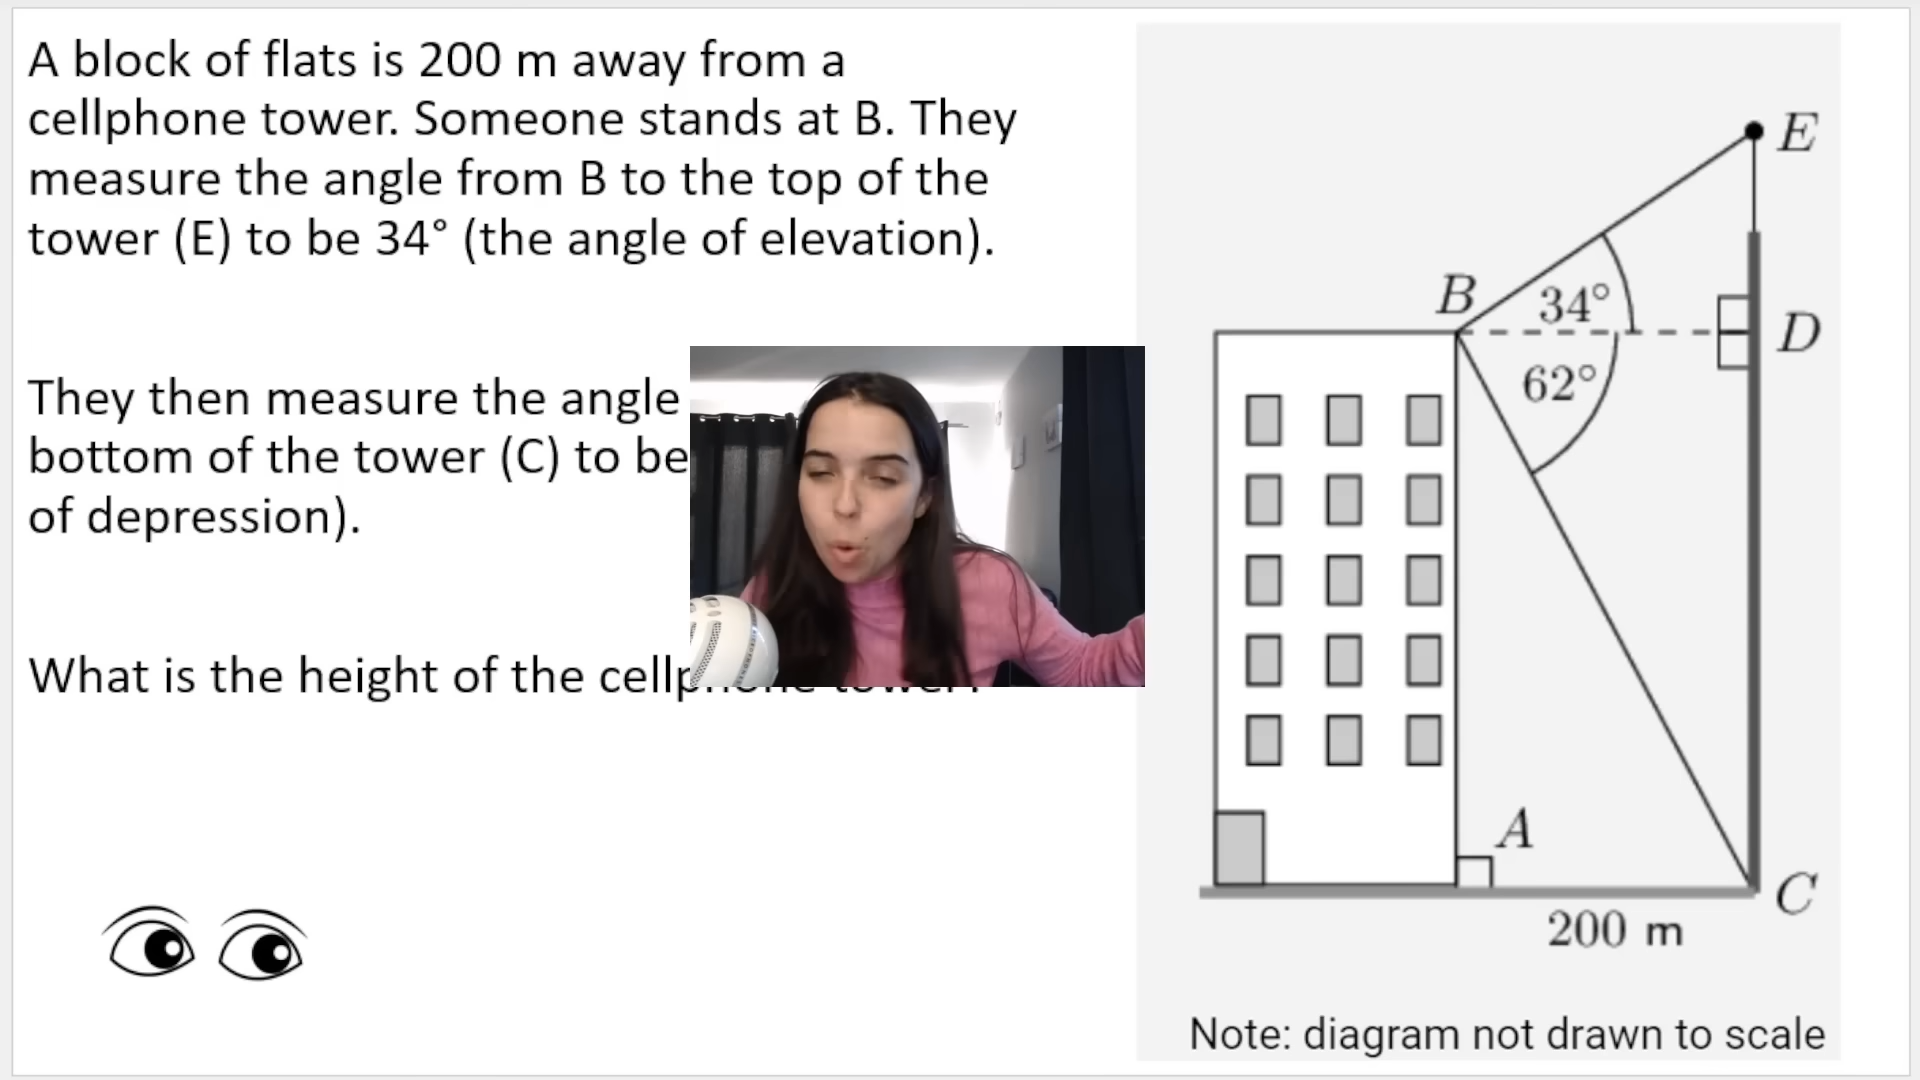 A block of flats is 200 m away from a
cellphone tower. Someone stands at B. They
measure the angle from B to the top of the
tower (E) to be 34° (the angle of elevation).
They then measure the angle
bottom of the tower (C) to be
of depression).
What is the height of the cellphone tower?
E
B
34°
D
62°
A
C
200 m
Note: diagram not drawn to scale